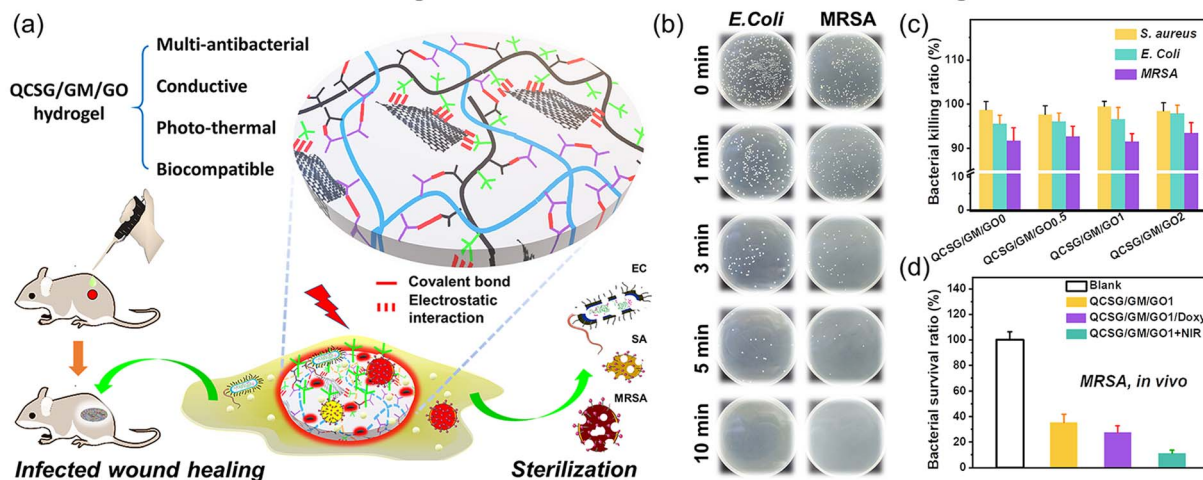 (a)
QCSG/GM/GO
hydrogel
Multi-antibacterial
Conductive
Photo-thermal
Biocompatible
Covalent bond
Electrostatic
interaction
EC
SA
MRSA
Infected wound healing
Sterilization
(b)
E.Coli
MRSA
0 min
1 min
3 min
5 min
10 min
(c)
Bacterial killing ratio (%)
S. aureus
E. Coli
MRSA
110
100
90
10
0
QCSG/GM/GO0
QCSG/GM/GO0.5
QCSG/GM/GO1
QCSG/GM/GO2
(d)
Bacterial survival ratio (%)
140
120
100
80
60
40
20
0
Blank
QCSG/GM/GO1
QCSG/GM/GO1/Doxy
QCSG/GM/GO1+NIR
MRSA, in vivo